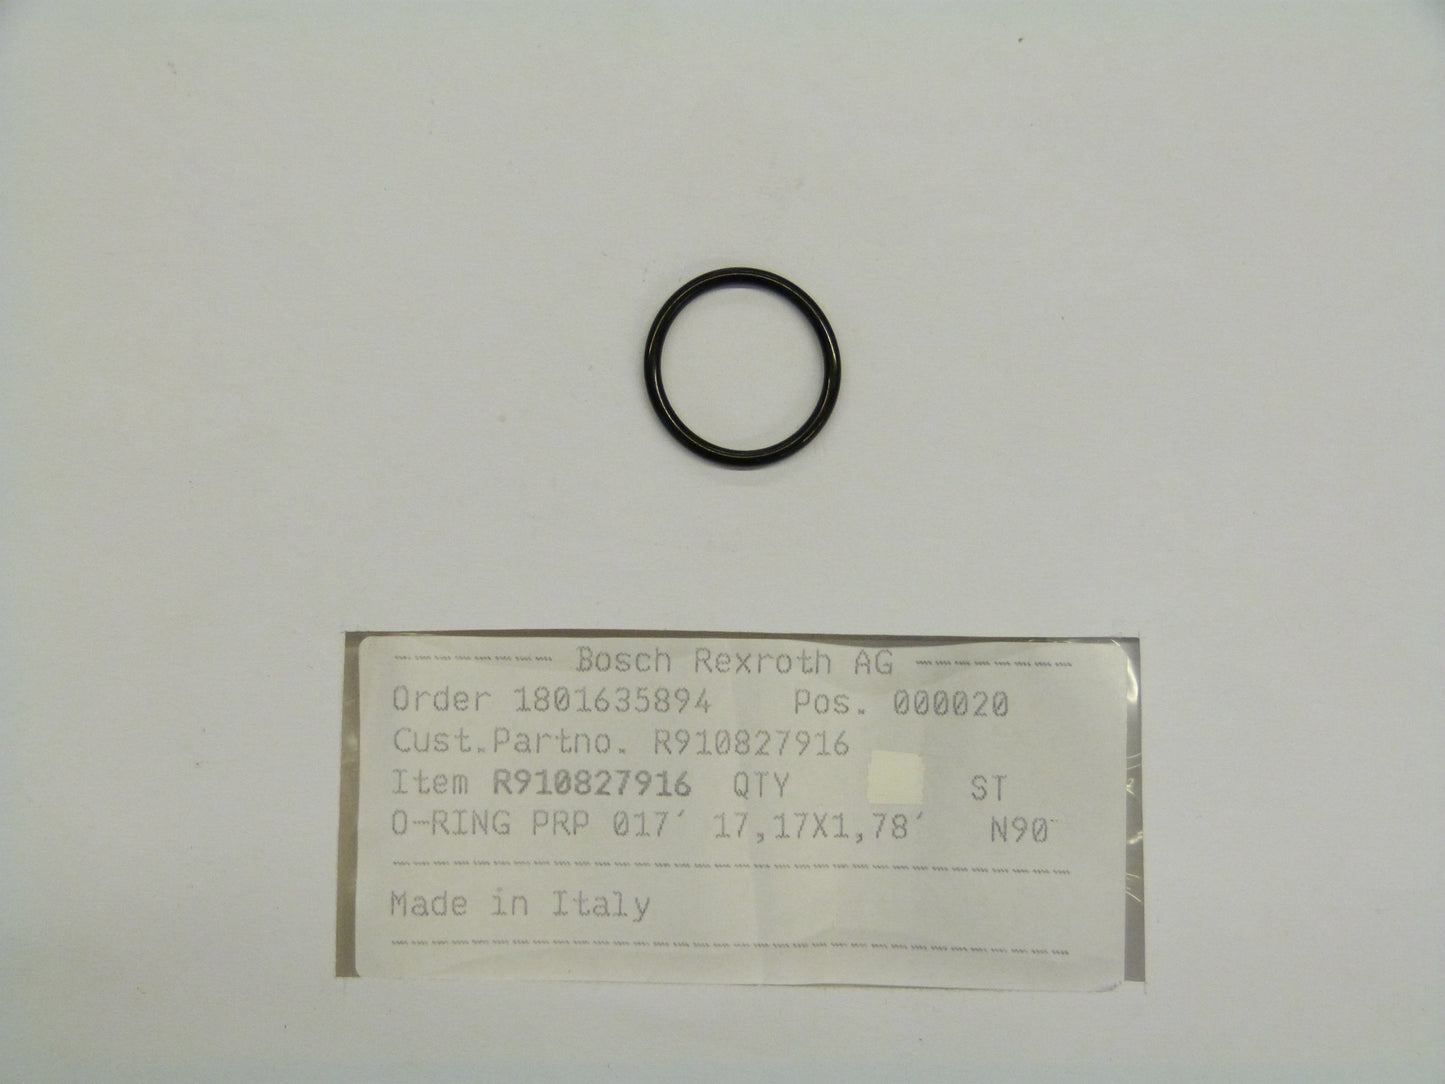 ---------- Bosch Rexroth AG ----------
Order 1801635894 Pos. 000020
Cust.Partno. R910827916
Item R910827916 QTY ST
O-RING PRP 017´ 17,17X1,78´ N90
Made in Italy